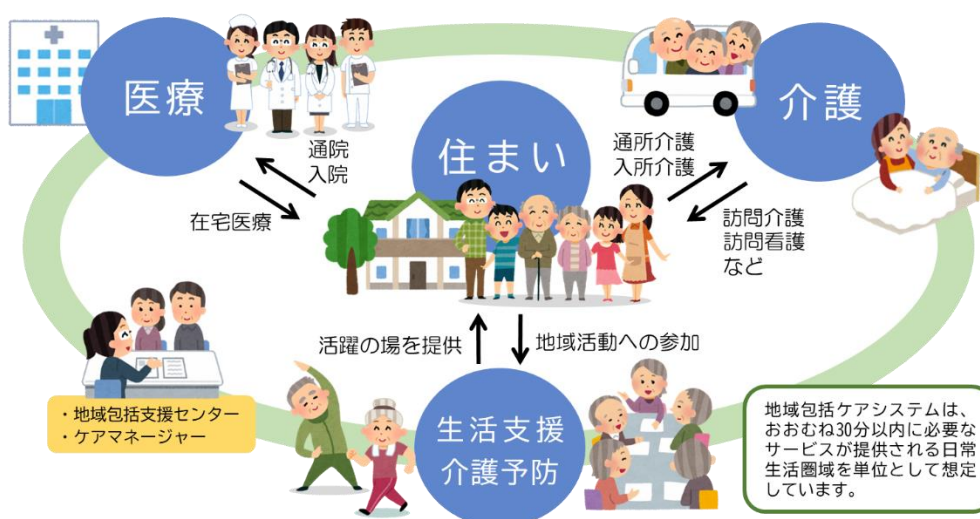 医療
住まい
介護
通院
入院
在宅医療
通所介護
入所介護
訪問介護
訪問看護
など
活躍の場を提供
地域活動への参加
・地域包括支援センター
・ケアマネージャー
生活支援
介護予防
地域包括ケアシステムは、
おおむね30分以内に必要な
サービスが提供される日常
生活圏域を単位として想定
しています。